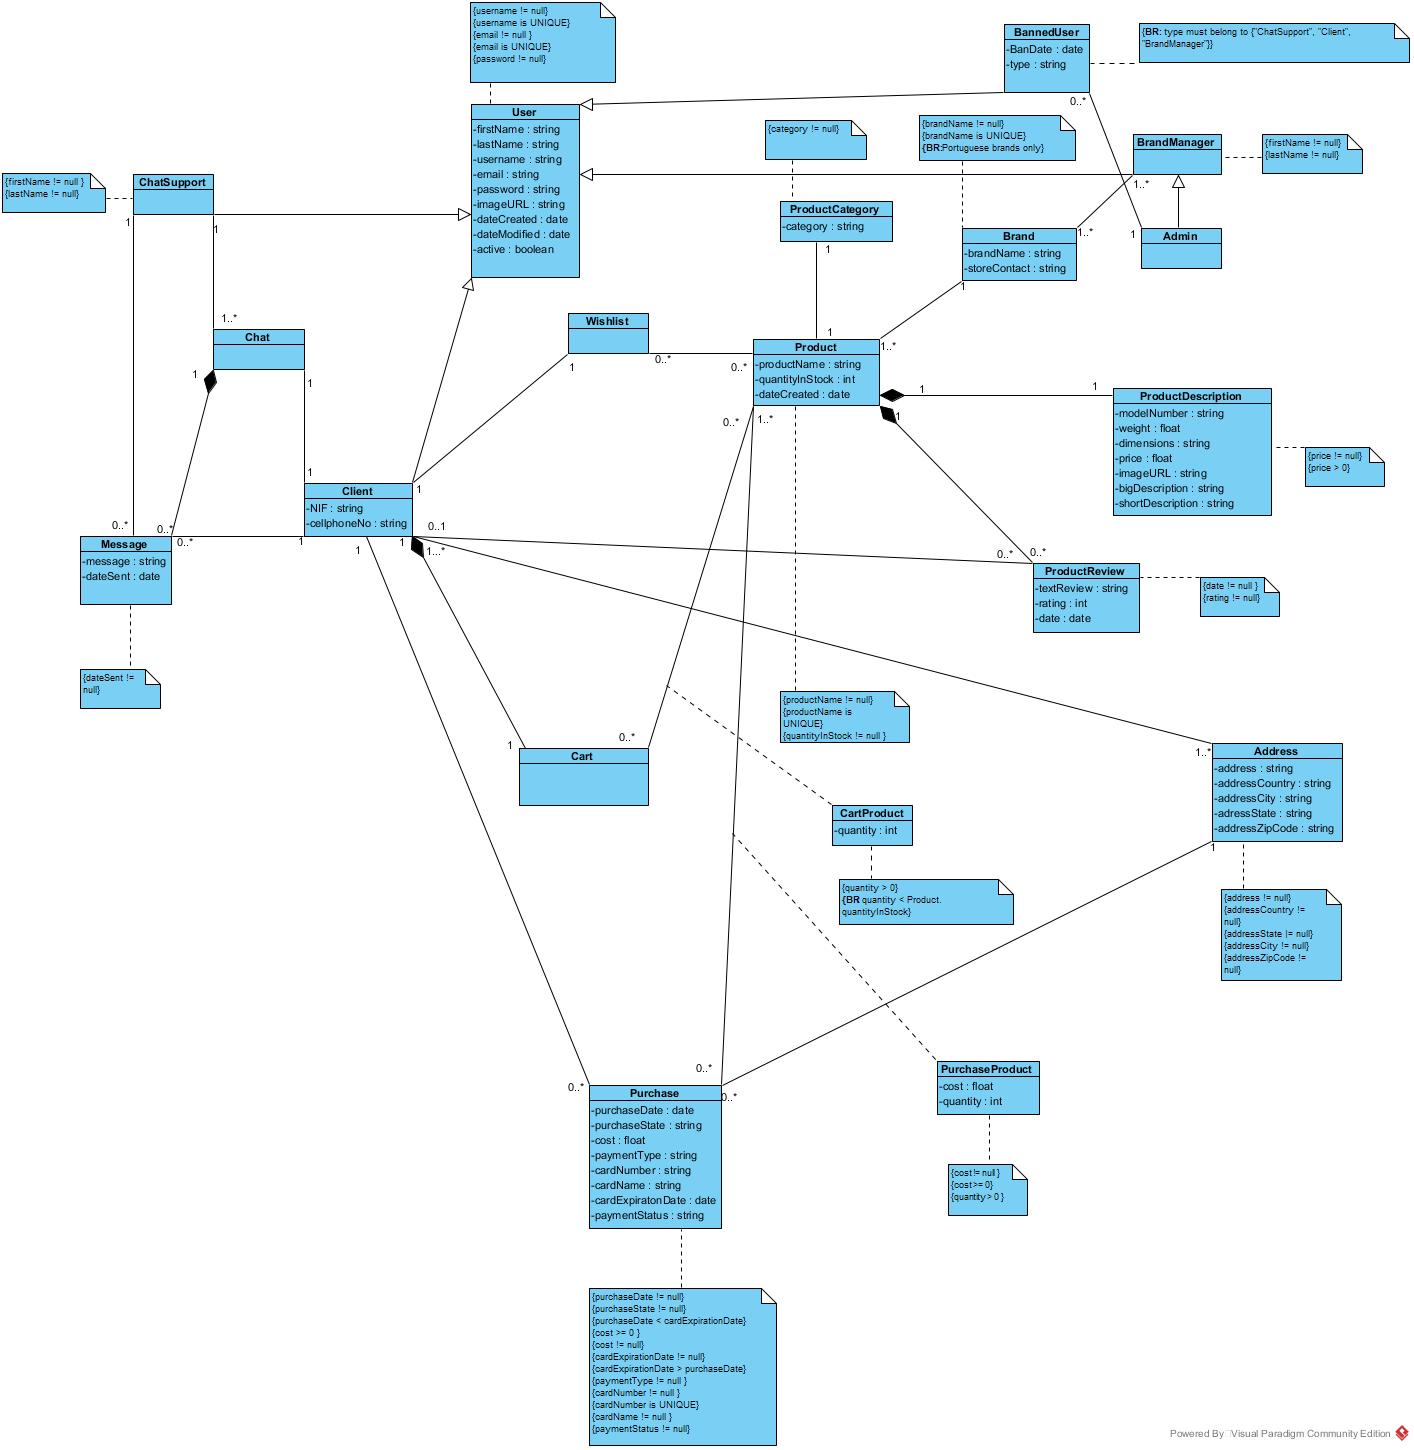 {username != null}
{username is UNIQUE}
{email != null }
{email is UNIQUE}
{password != null}
BannedUser
-BanDate : date
-type : string
{BR: type must belong to {"ChatSupport", "Client",
"BrandManager"}}
0..*
User
-firstName : string
-lastName : string
-username : string
-email : string
-password : string
-imageURL : string
-dateCreated : date
-dateModified : date
-active : boolean
{category != null}
{brandName != null}
{brandName is UNIQUE}
{BR:Portuguese brands only}
BrandManager
{firstName != null}
{lastName != null}
1..*
{firstName != null }
{lastName != null}
ChatSupport
1
1
ProductCategory
-category : string
1
Brand
-brandName : string
-storeContact : string
1..*
1
1
Admin
1..*
Chat
1
1
Wishlist
1
0..*
1
Product
-productName : string
-quantityInStock : int
-dateCreated : date
0..*
1..*
0..*
1..*
1
1
1
ProductDescription
-modelNumber : string
-weight : float
-dimensions : string
-price : float
-imageURL : string
-bigDescription : string
-shortDescription : string
{price != null}
{price > 0}
1
Client
-NIF : string
-cellphoneNo : string
1
0..1
1
1
1
1...*
0..*
0..*
0..*
Message
-message : string
-dateSent : date
{dateSent !=
null}
0..*
0..*
ProductReview
-textReview : string
-rating : int
-date : date
{date != null }
{rating != null}
{productName != null}
{productName is
UNIQUE}
{quantityInStock != null }
1
0..*
Cart
1..*
Address
-address : string
-addressCountry : string
-addressCity : string
-adressState : string
-addressZipCode : string
1
CartProduct
-quantity : int
{quantity > 0}
{BR quantity < Product.
quantityInStock}
{address != null}
{addressCountry !=
null}
{addressState != null}
{addressCity != null}
{addressZipCode !=
null}
0..*
0..*
0..*
Purchase
-purchaseDate : date
-purchaseState : string
-cost : float
-paymentType : string
-cardNumber : string
-cardName : string
-cardExpiratonDate : date
-paymentStatus : string
PurchaseProduct
-cost : float
-quantity : int
{cost != null }
{cost >= 0}
{quantity > 0 }
{purchaseDate != null}
{purchaseState != null}
{purchaseDate < cardExpirationDate}
{cost >= 0 }
{cost != null}
{cardExpirationDate != null}
{cardExpirationDate > purchaseDate}
{paymentType != null }
{cardNumber != null }
{cardNumber is UNIQUE}
{cardName != null }
{paymentStatus != null}
Powered By Visual Paradigm Community Edition